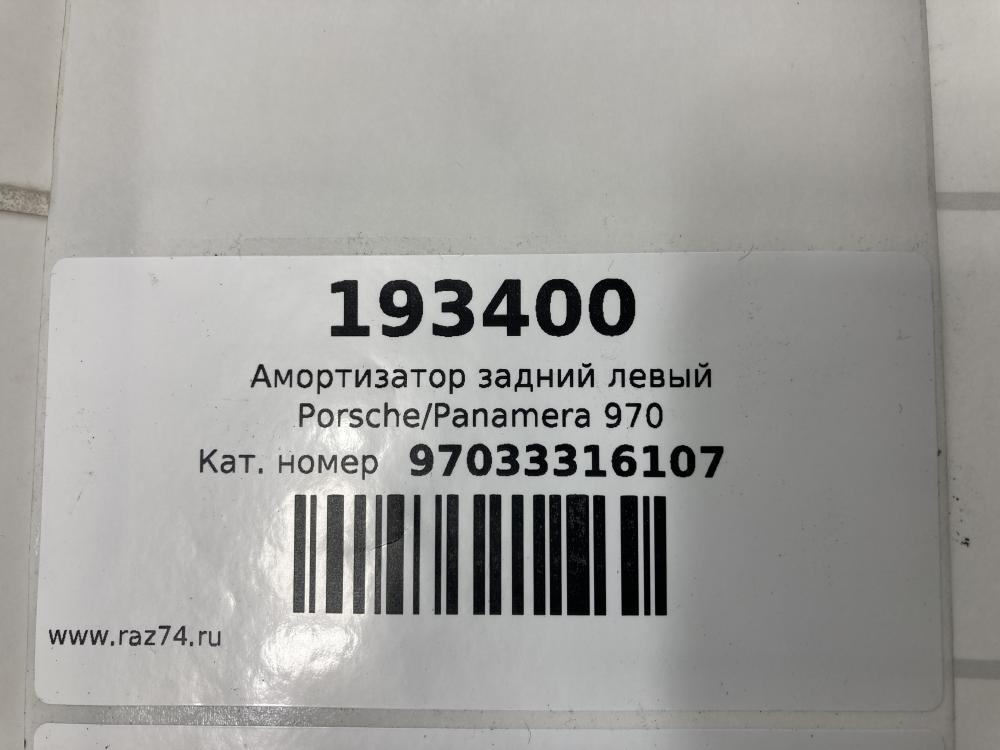 193400
Амортизатор задний левый
Porsche/Panamera 970
Кат. номер 97033316107
www.raz74.ru